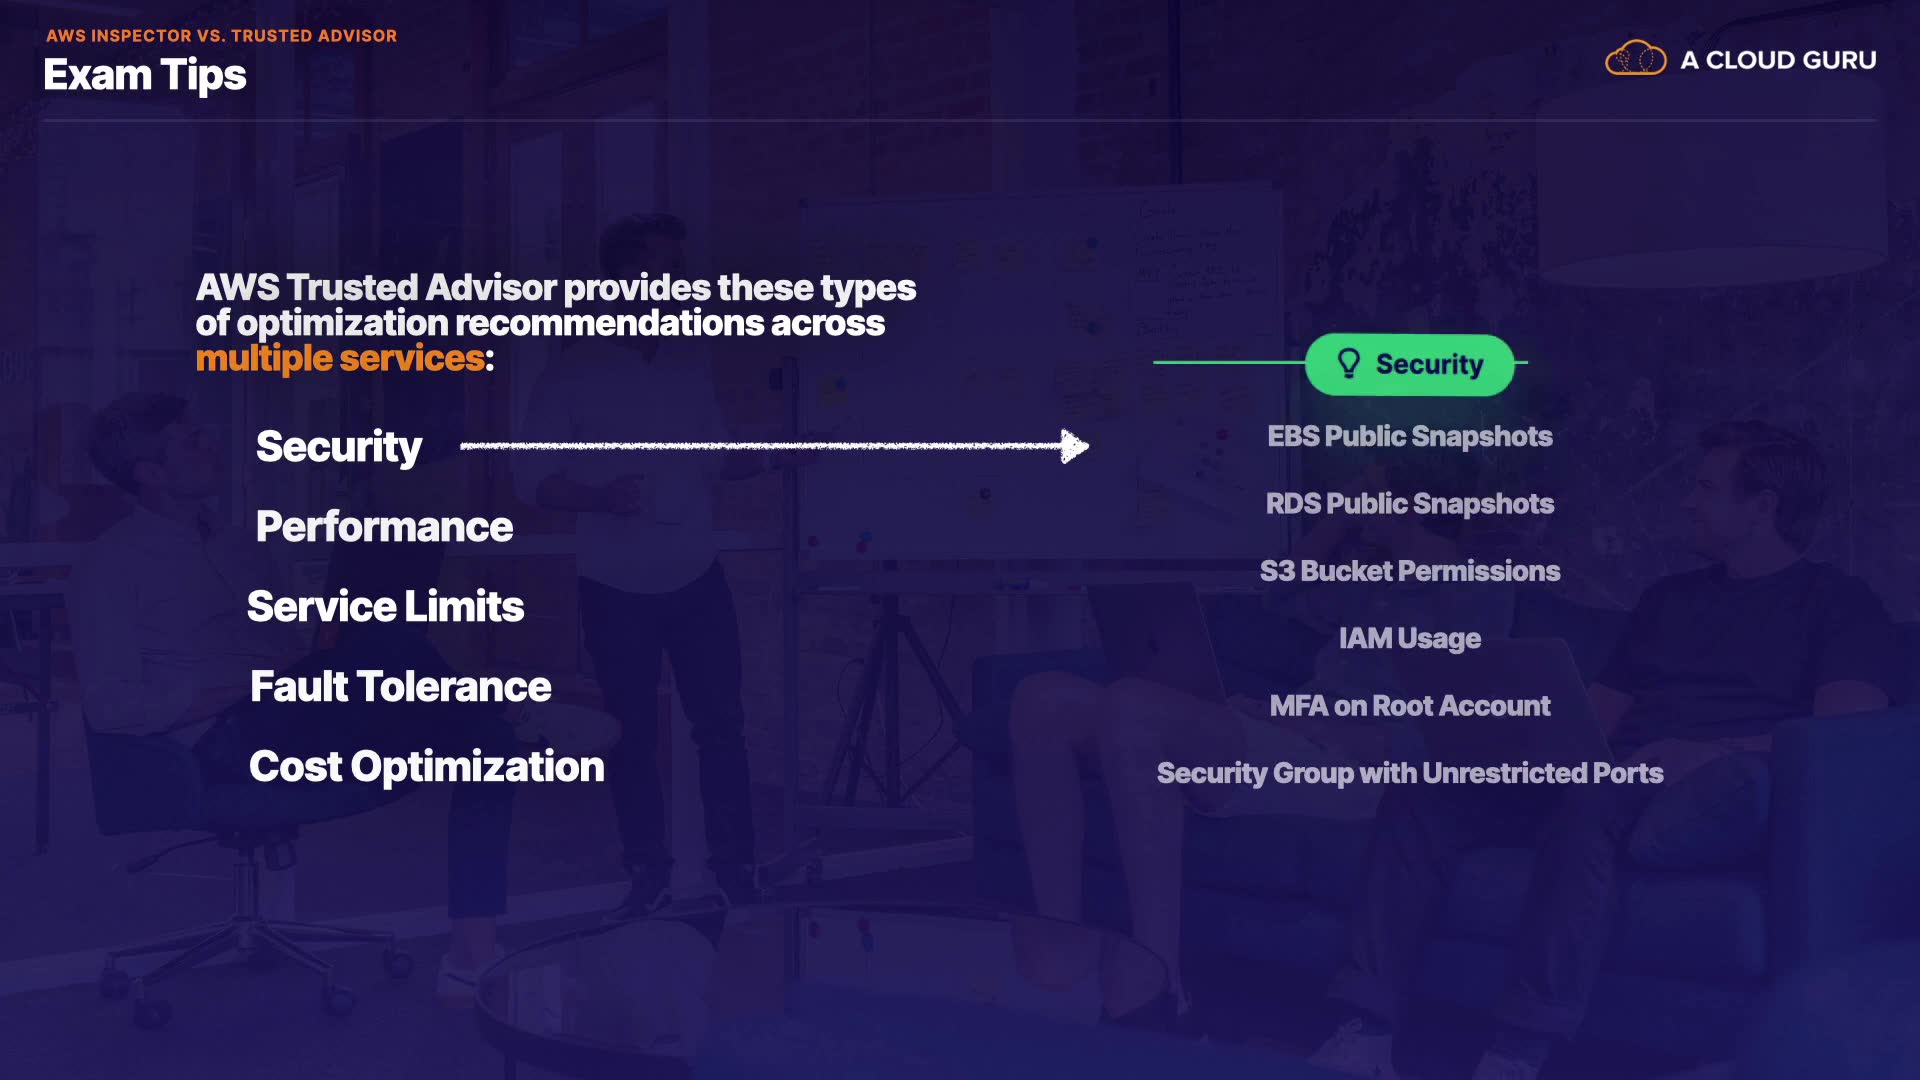 AWS INSPECTOR VS. TRUSTED ADVISOR
Exam Tips
A CLOUD GURU
AWS Trusted Advisor provides these types
of optimization recommendations across
multiple services:
Security
Performance
Service Limits
Fault Tolerance
Cost Optimization
Security
EBS Public Snapshots
RDS Public Snapshots
S3 Bucket Permissions
IAM Usage
MFA on Root Account
Security Group with Unrestricted Ports